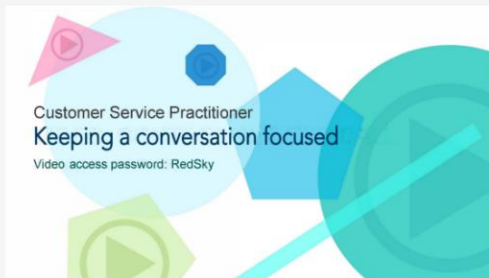 Customer Service Practitioner
Keeping a conversation focused
Video access password: RedSky